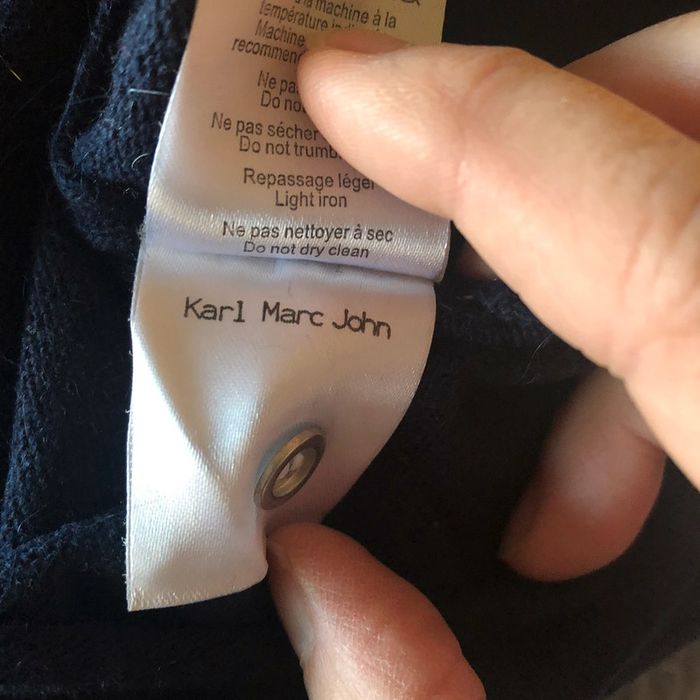 machine à la
température
Machine
recommen
Ne pa
Do no
Ne pas sécher
Do not trumb
Repassage léger
Light iron
Ne pas nettoyer à sec
Do not dry clean
Karl Marc John